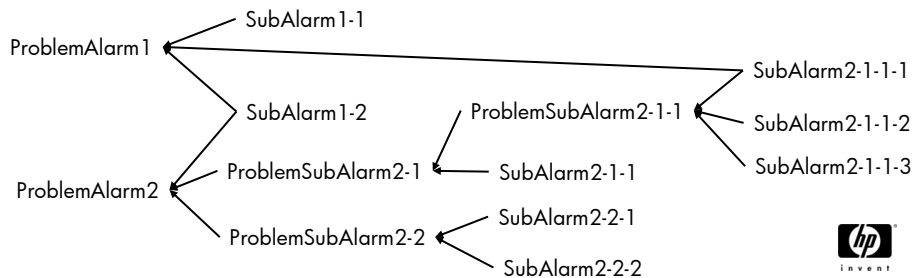 SubAlarm1-1
ProblemAlarm1
SubAlarm2-1-1-1
SubAlarm1-2
ProblemSubAlarm2-1-1
SubAlarm2-1-1-2
SubAlarm2-1-1-3
ProblemSubAlarm2-1
SubAlarm2-1-1
ProblemAlarm2
SubAlarm2-2-1
ProblemSubAlarm2-2
SubAlarm2-2-2
hp
invent